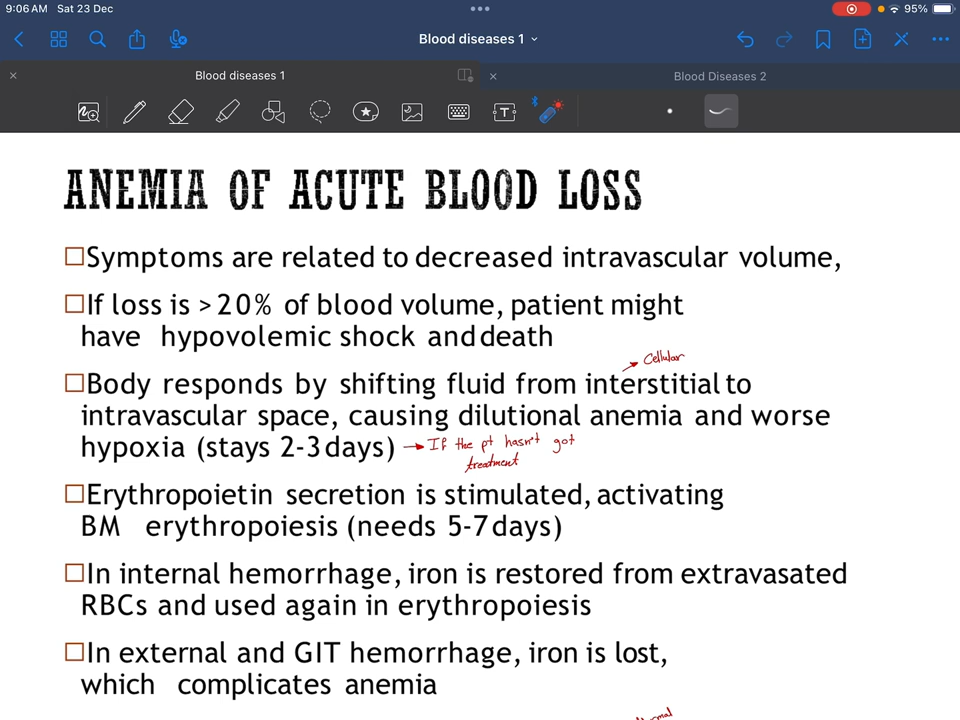 9:06 AM Sat 23 Dec
95%
Blood diseases 1
Blood diseases 1
Blood Diseases 2
ANEMIA OF ACUTE BLOOD LOSS
Symptoms are related to decreased intravascular volume,
If loss is >20% of blood volume, patient might
have hypovolemic shock and death
cellular
Body responds by shifting fluid from interstitial to
intravascular space, causing dilutional anemia and worse
hypoxia (stays 2-3 days) → If the pt hasn't got
treatment
Erythropoietin secretion is stimulated, activating
BM erythropoiesis (needs 5-7 days)
In internal hemorrhage, iron is restored from extravasated
RBCs and used again in erythropoiesis
In external and GIT hemorrhage, iron is lost,
which complicates anemia